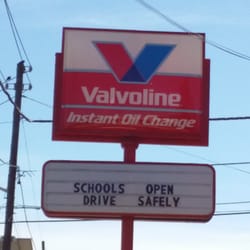 Valvoline
Instant Oil Change
SCHOOLS OPEN
DRIVE SAFELY